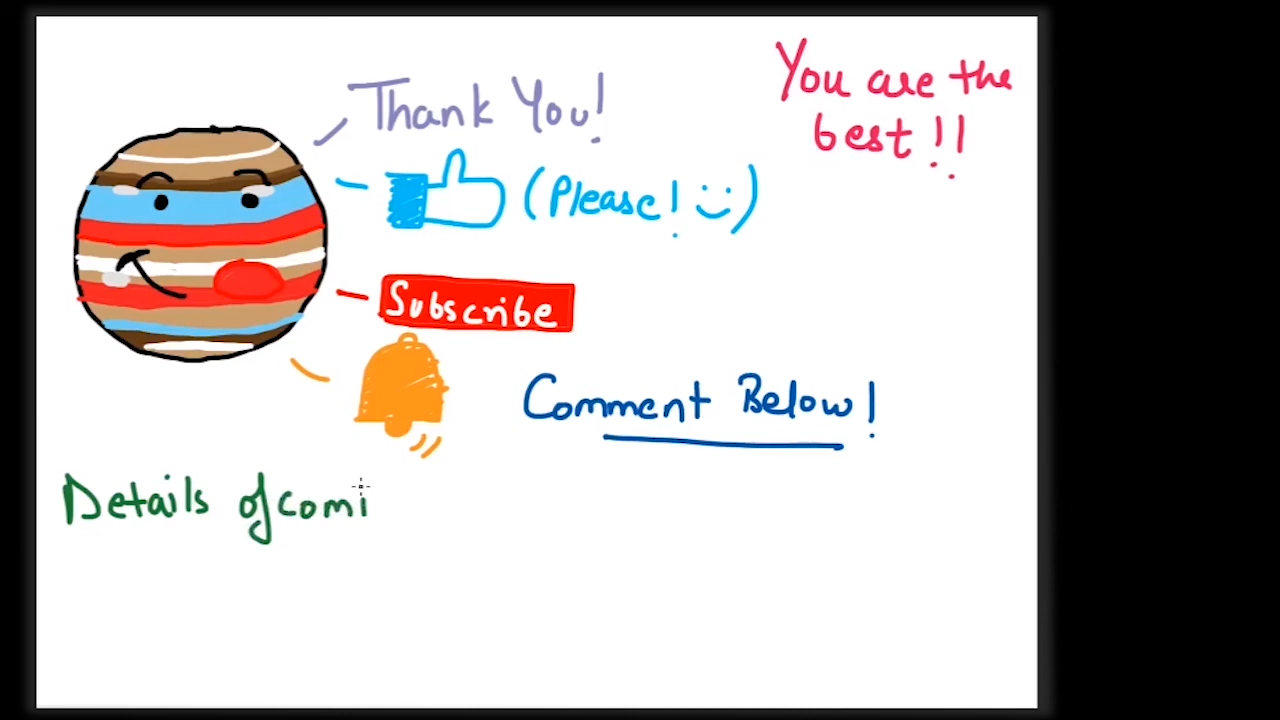 Thank You!
You are the
best!!
(Please! :))
Subscribe
Comment Below!
Details of comi